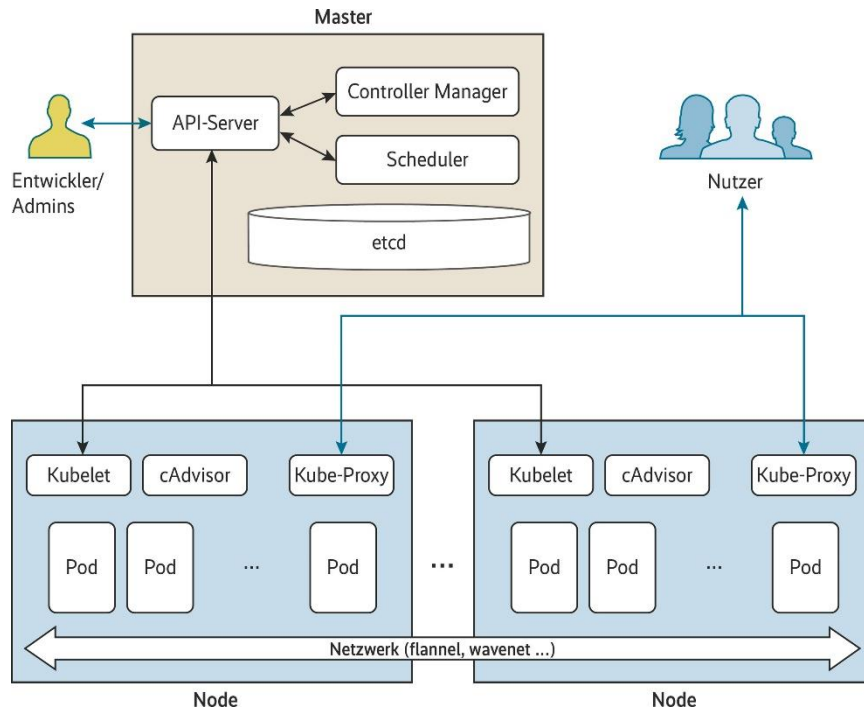 Master
API-Server
Controller Manager
Scheduler
etcd
Entwickler/
Admins
Nutzer
Kubelet
cAdvisor
Kube-Proxy
Pod
Pod
...
Pod
Node
...
Kubelet
cAdvisor
Kube-Proxy
Pod
Pod
...
Pod
Netzwerk (flannel, wavenet ...)
Node